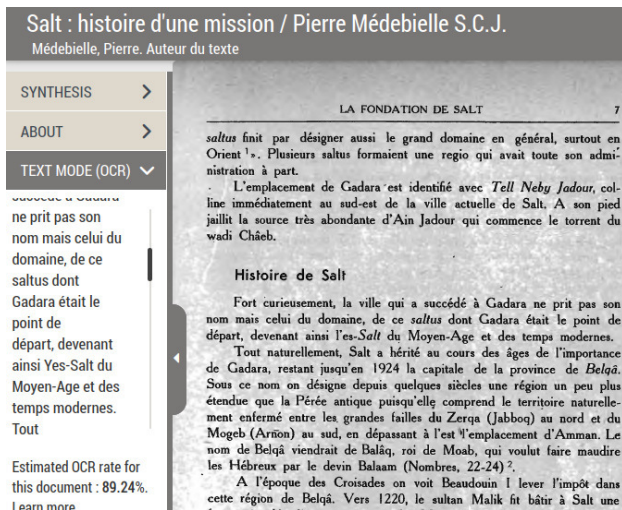 Salt : histoire d'une mission / Pierre Médebielle S.C.J.
Médebielle, Pierre. Auteur du texte
SYNTHESIS
ABOUT
TEXT MODE (OCR)
ne prit pas son
nom mais celui du
domaine, de ce
saltus dont
Gadara était le
point de
départ, devenant
ainsi Yes-Salt du
Moyen-Age et des
temps modernes.
Tout
Estimated OCR rate for
this document : 89.24%.
Learn more
LA FONDATION DE SALT 7
saltus finit par désigner aussi le grand domaine en général, surtout en
Orient ¹ ». Plusieurs saltus formaient une regio qui avait toute son admi-
nistration à part.
L'emplacement de Gadara est identifié avec Tell Neby Jadour, col-
line immédiatement au sud-est de la ville actuelle de Salt. A son pied
jaillit la source très abondante d'Ain Jadour qui commence le torrent du
wadi Châeb.
Histoire de Salt
Fort curieusement, la ville qui a succédé à Gadara ne prit pas son
nom mais celui du domaine, de ce saltus dont Gadara était le point de
départ, devenant ainsi l'es-Salt du Moyen-Age et des temps modernes.
Tout naturellement, Salt a hérité au cours des âges de l'importance
de Gadara, restant jusqu'en 1924 la capitale de la province de Belqâ.
Sous ce nom on désigne depuis quelques siècles une région un peu plus
étendue que la Pérée antique puisqu'elle comprend le territoire naturelle-
ment enfermé entre les grandes failles du Zerqa (Jabboq) au nord et du
Mogeb (Arnon) au sud, en dépassant à l'est l'emplacement d'Amman. Le
nom de Belqâ viendrait de Balâq, roi de Moab, qui voulut faire maudire
les Hébreux par le devin Balaam (Nombres, 22-24) ².
A l'époque des Croisades on voit Beaudouin I lever l'impôt dans
cette région de Belqâ. Vers 1220, le sultan Malik fit bâtir à Salt une